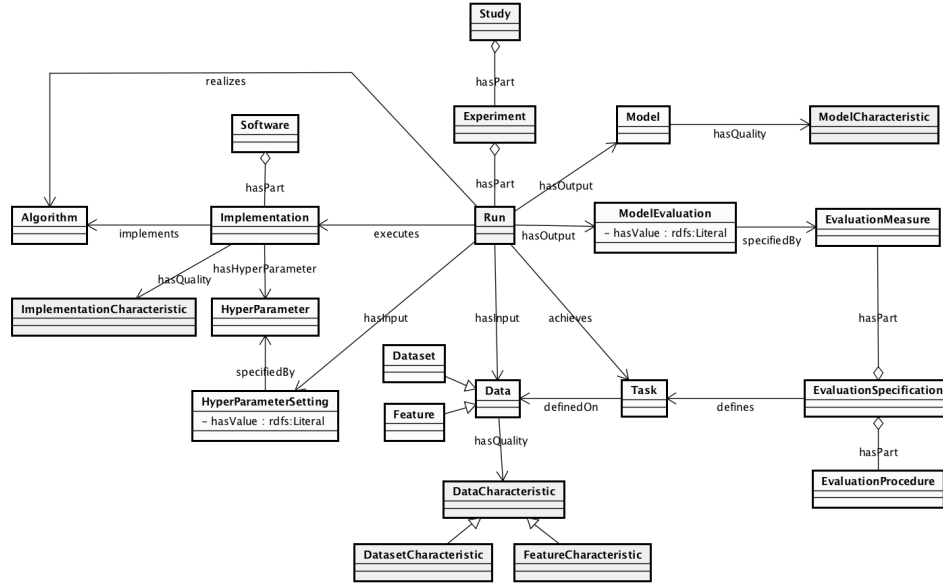 Study
hasPart
realizes
Software
Experiment
Model
hasQuality
ModelCharacteristic
hasPart
hasPart
hasOutput
Algorithm
implements
Implementation
executes
Run
hasOutput
ModelEvaluation
- hasValue : rdfs:Literal
specifiedBy
EvaluationMeasure
hasQuality
hasHyperParameter
ImplementationCharacteristic
HyperParameter
hasInput
hasInput
achieves
hasPart
specifiedBy
Dataset
HyperParameterSetting
- hasValue : rdfs:Literal
Feature
Data
definedOn
Task
defines
EvaluationSpecification
hasQuality
hasPart
DataCharacteristic
EvaluationProcedure
DatasetCharacteristic
FeatureCharacteristic